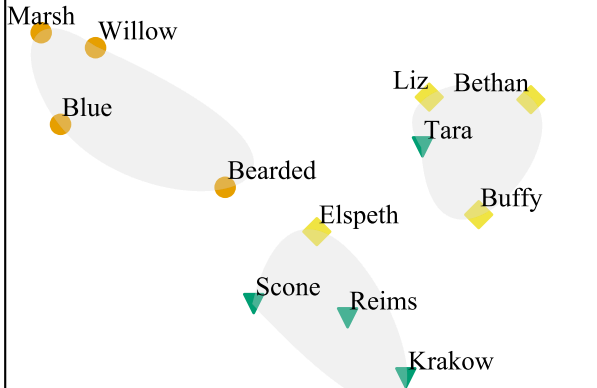 Marsh
Willow
Liz
Bethan
Blue
Tara
Bearded
Buffy
Elspeth
Scone
Reims
Krakow